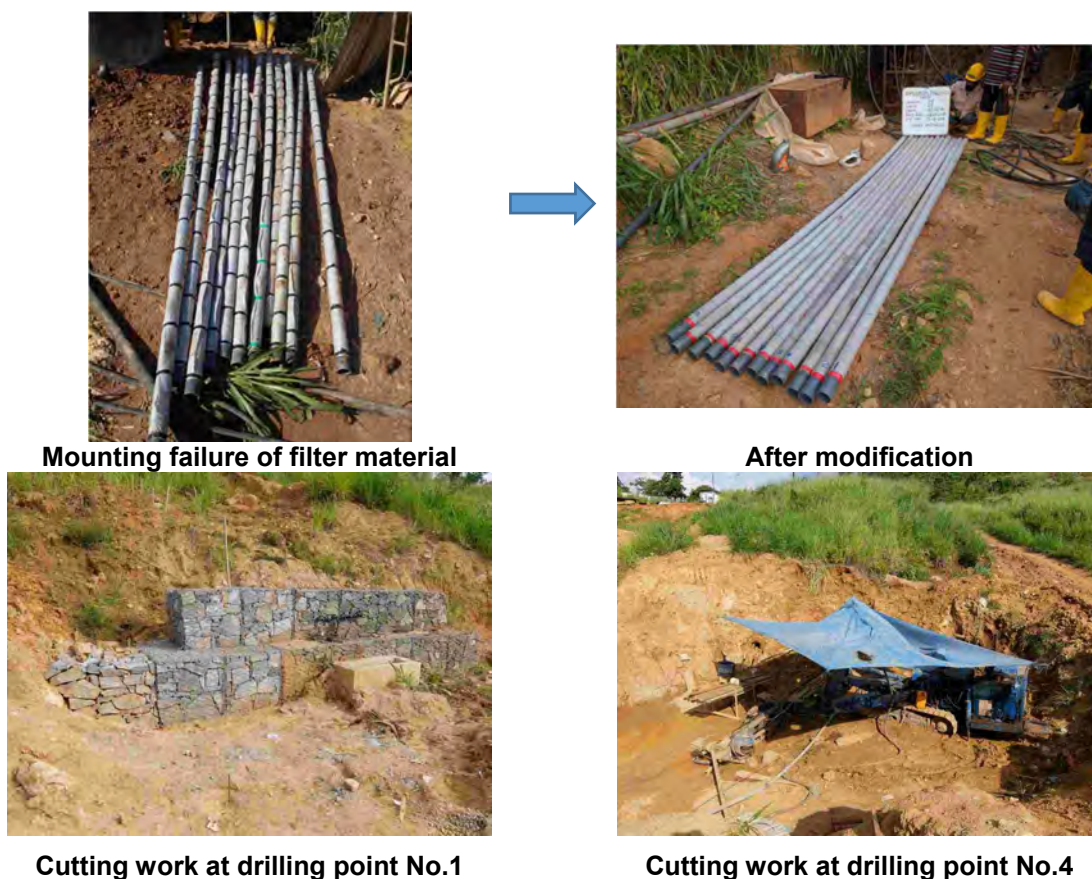 Mounting failure of filter material
After modification
Cutting work at drilling point No.1
Cutting work at drilling point No.4